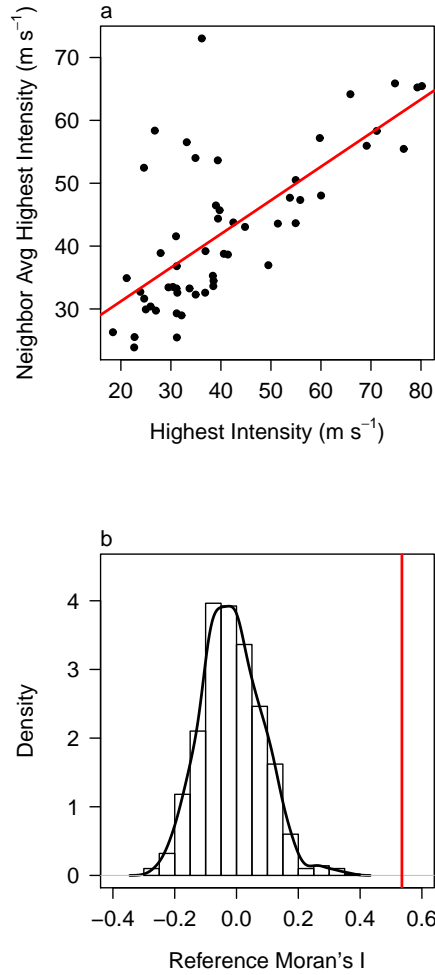 a
Neighbor Avg Highest Intensity (m s⁻¹)
70
60
50
40
30
20 30 40 50 60 70 80
Highest Intensity (m s⁻¹)
b
Density
4
3
2
1
0
−0.4 −0.2 0.0 0.2 0.4 0.6
Reference Moran's I